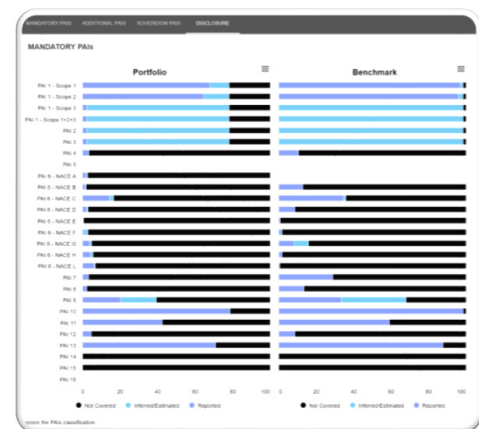 MANDATORY PAIS ADDITIONAL PAIS SOVEREIGN PAIS DISCLOSURE
MANDATORY PAIs
Portfolio
Benchmark
PAI 1 - Scope 1
PAI 1 - Scope 2
PAI 1 - Scope 3
PAI 1 - Scope 1+2+3
PAI 2
PAI 3
PAI 4
PAI 5
PAI 6 - NACE A
PAI 6 - NACE B
PAI 6 - NACE C
PAI 6 - NACE D
PAI 6 - NACE E
PAI 6 - NACE F
PAI 6 - NACE G
PAI 6 - NACE H
PAI 6 - NACE L
PAI 7
PAI 8
PAI 9
PAI 10
PAI 11
PAI 12
PAI 13
PAI 14
PAI 15
PAI 16
0 20 40 60 80 100 0 20 40 60 80 100
Not Covered Inferred/Estimated Reported Not Covered Inferred/Estimated Reported
the PAIs classification